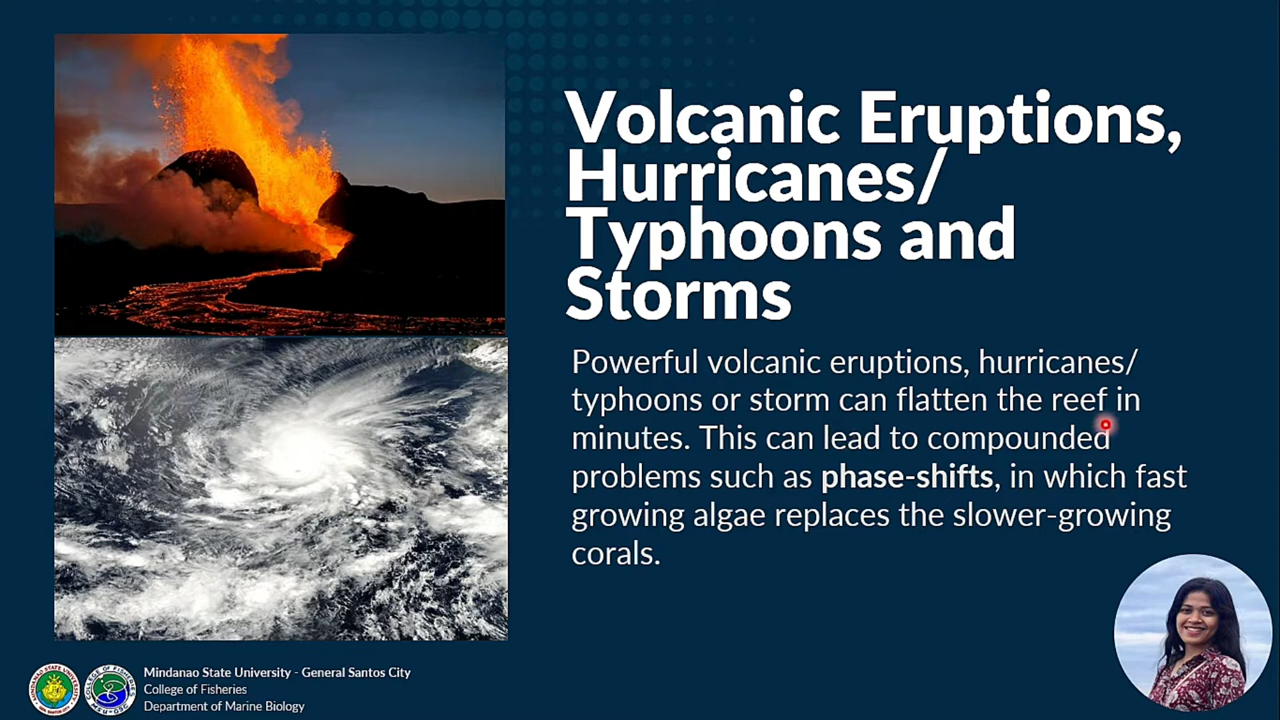 Volcanic Eruptions,
Hurricanes/
Typhoons and
Storms
Powerful volcanic eruptions, hurricanes/
typhoons or storm can flatten the reef in
minutes. This can lead to compounded
problems such as phase-shifts, in which fast
growing algae replaces the slower-growing
corals.
Mindanao State University - General Santos City
College of Fisheries
Department of Marine Biology